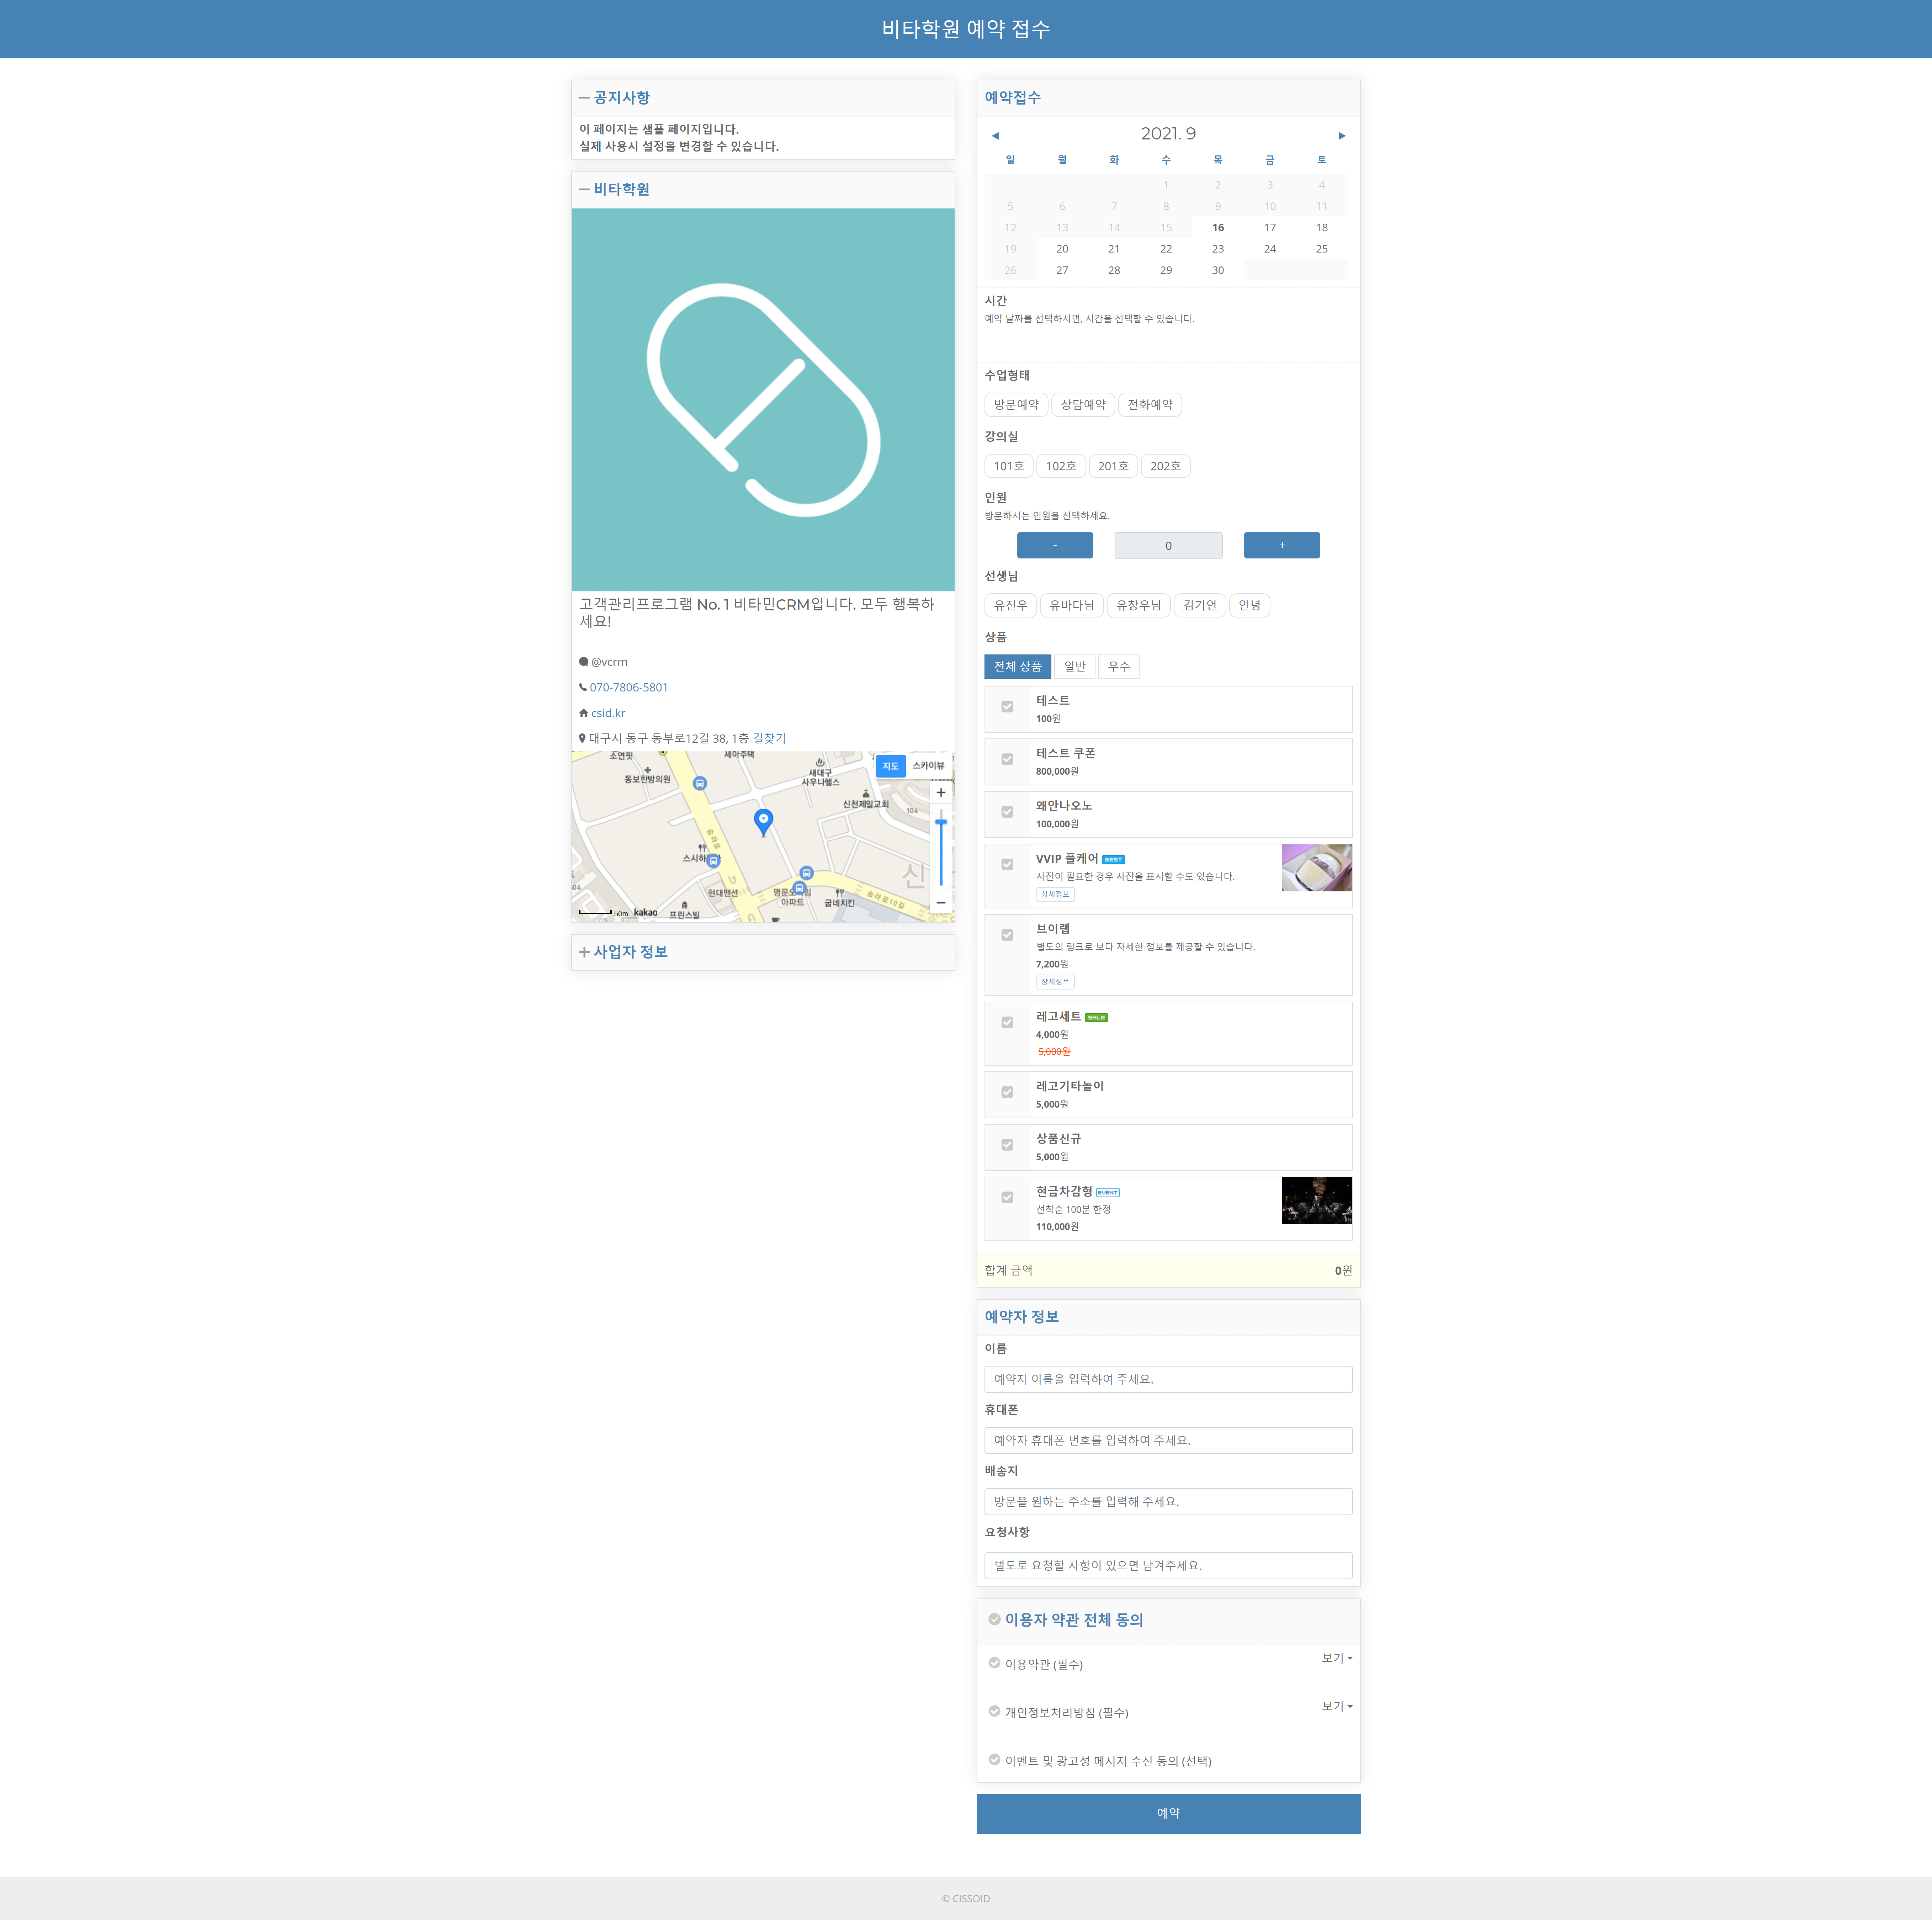 비타학원 예약 접수
공지사항
이 페이지는 샘플 페이지입니다.
실제 사용시 설정을 변경할 수 있습니다.
비타학원
고객관리프로그램 No. 1 비타민CRM입니다. 모두 행복하
세요!
@vcrm
070-7806-5801
csid.kr
대구시 동구 동부로12길 38, 1층 길찾기
소연핏
세아주택
지도
스카이뷰
동보한방의원
새대구
사우나헬스
신천제일교회
104
송라로
스시하
신
04
현대맨션
명문오
임
아파트
굽네치킨
송라로10길
50m
kakao
프린스빌
사업자 정보
예약접수
2021. 9
일 월 화 수 목 금 토
1 2 3 4
5 6 7 8 9 10 11
12 13 14 15 16 17 18
19 20 21 22 23 24 25
26 27 28 29 30
시간
예약 날짜를 선택하시면, 시간을 선택할 수 있습니다.
수업형태
방문예약 상담예약 전화예약
강의실
101호 102호 201호 202호
인원
방문하시는 인원을 선택하세요.
- 0 +
선생님
유진우 유바다님 유창우님 김기언 안녕
상품
전체 상품 일반 우수
테스트
100원
테스트 쿠폰
800,000원
왜안나오노
100,000원
VVIP 풀케어 BEST
사진이 필요한 경우 사진을 표시할 수도 있습니다.
상세정보
브이랩
별도의 링크로 보다 자세한 정보를 제공할 수 있습니다.
7,200원
상세정보
레고세트 SALE
4,000원
5,000원
레고기타놀이
5,000원
상품신규
5,000원
현금차감형 EVENT
선착순 100분 한정
110,000원
합계 금액 0원
예약자 정보
이름
예약자 이름을 입력하여 주세요.
휴대폰
예약자 휴대폰 번호를 입력하여 주세요.
배송지
방문을 원하는 주소를 입력해 주세요.
요청사항
별도로 요청할 사항이 있으면 남겨주세요.
이용자 약관 전체 동의
이용약관 (필수) 보기
개인정보처리방침 (필수) 보기
이벤트 및 광고성 메시지 수신 동의 (선택)
예약
© CISSOID